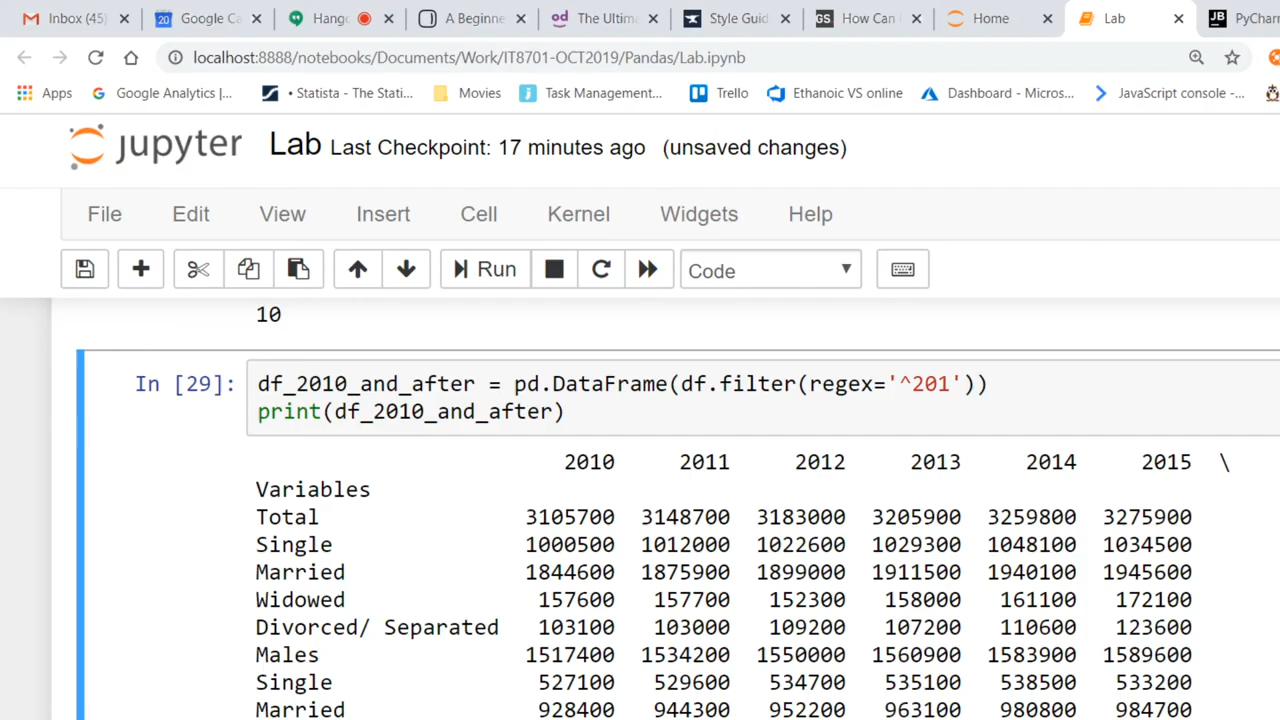 Inbox (45) Google Ca Hang A Beginne The Ultim Style Guid How Can I Home Lab PyChar
localhost:8888/notebooks/Documents/Work/IT8701-OCT2019/Pandas/Lab.ipynb
Apps Google Analytics |... • Statista - The Stati... Movies Task Management... Trello Ethanoic VS online Dashboard - Micros... JavaScript console -...
jupyter Lab Last Checkpoint: 17 minutes ago (unsaved changes)
File Edit View Insert Cell Kernel Widgets Help
Run Code
10
In [29]: df_2010_and_after = pd.DataFrame(df.filter(regex='^201'))
print(df_2010_and_after)
2010 2011 2012 2013 2014 2015 \
Variables
Total 3105700 3148700 3183000 3205900 3259800 3275900
Single 1000500 1012000 1022600 1029300 1048100 1034500
Married 1844600 1875900 1899000 1911500 1940100 1945600
Widowed 157600 157700 152300 158000 161100 172100
Divorced/ Separated 103100 103000 109200 107200 110600 123600
Males 1517400 1534200 1550000 1560900 1583900 1589600
Single 527100 529600 534700 535100 538500 533200
Married 928400 944300 952200 963100 980800 984700